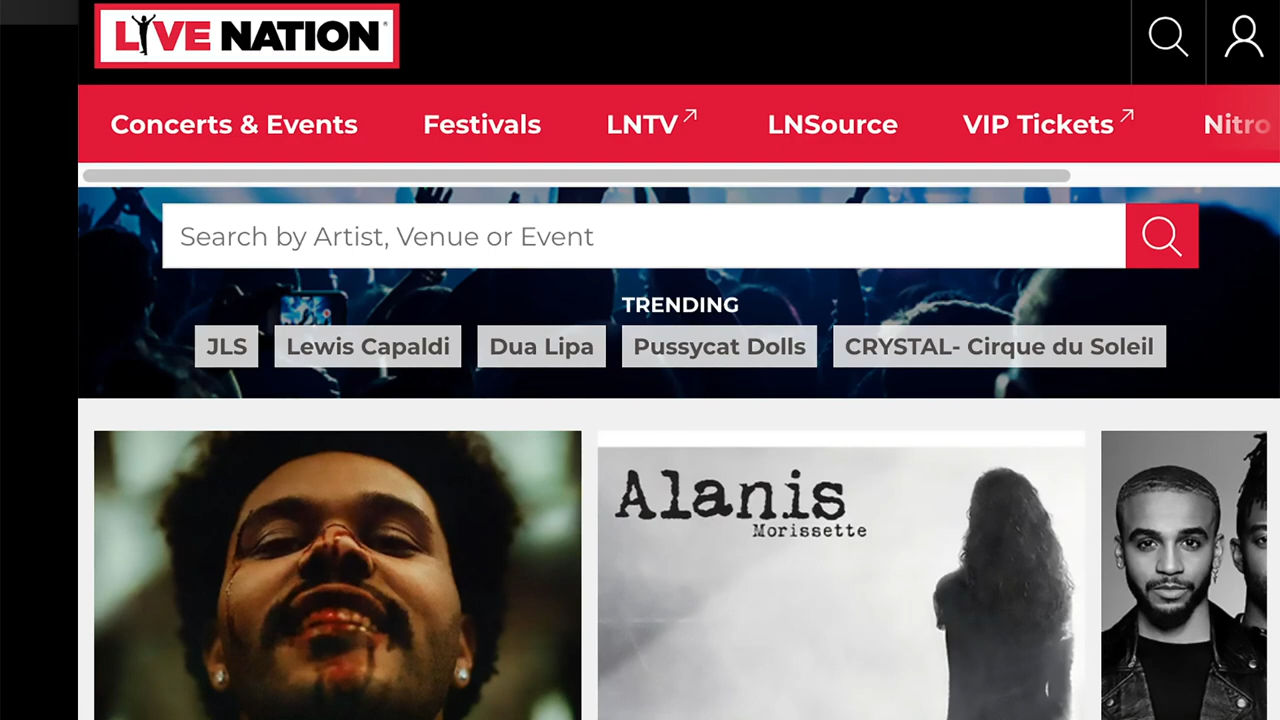 LIVE NATION®
Concerts & Events Festivals LNTV LNSource VIP Tickets Nitro
Search by Artist, Venue or Event
TRENDING
JLS Lewis Capaldi Dua Lipa Pussycat Dolls CRYSTAL- Cirque du Soleil
Alanis
Morissette